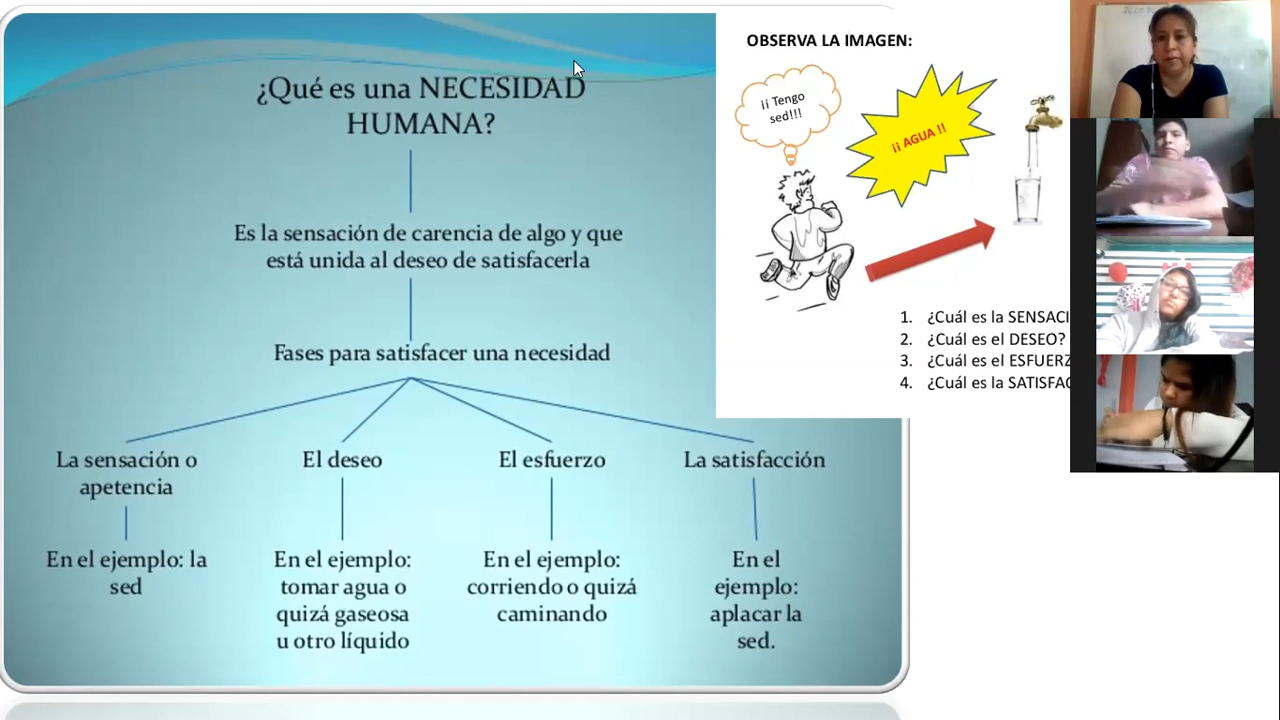 ¿Qué es una NECESIDAD
HUMANA?
Es la sensación de carencia de algo y que
está unida al deseo de satisfacerla
Fases para satisfacer una necesidad
La sensación o
apetencia
En el ejemplo: la
sed
El deseo
En el ejemplo:
tomar agua o
quizá gaseosa
u otro líquido
El esfuerzo
En el ejemplo:
corriendo o quizá
caminando
La satisfacción
En el
ejemplo:
aplacar la
sed.
OBSERVA LA IMAGEN:
¡¡ Tengo
sed!!!
¡¡ AGUA !!
1. ¿Cuál es la SENSACI
2. ¿Cuál es el DESEO?
3. ¿Cuál es el ESFUERZ
4. ¿Cuál es la SATISFAC